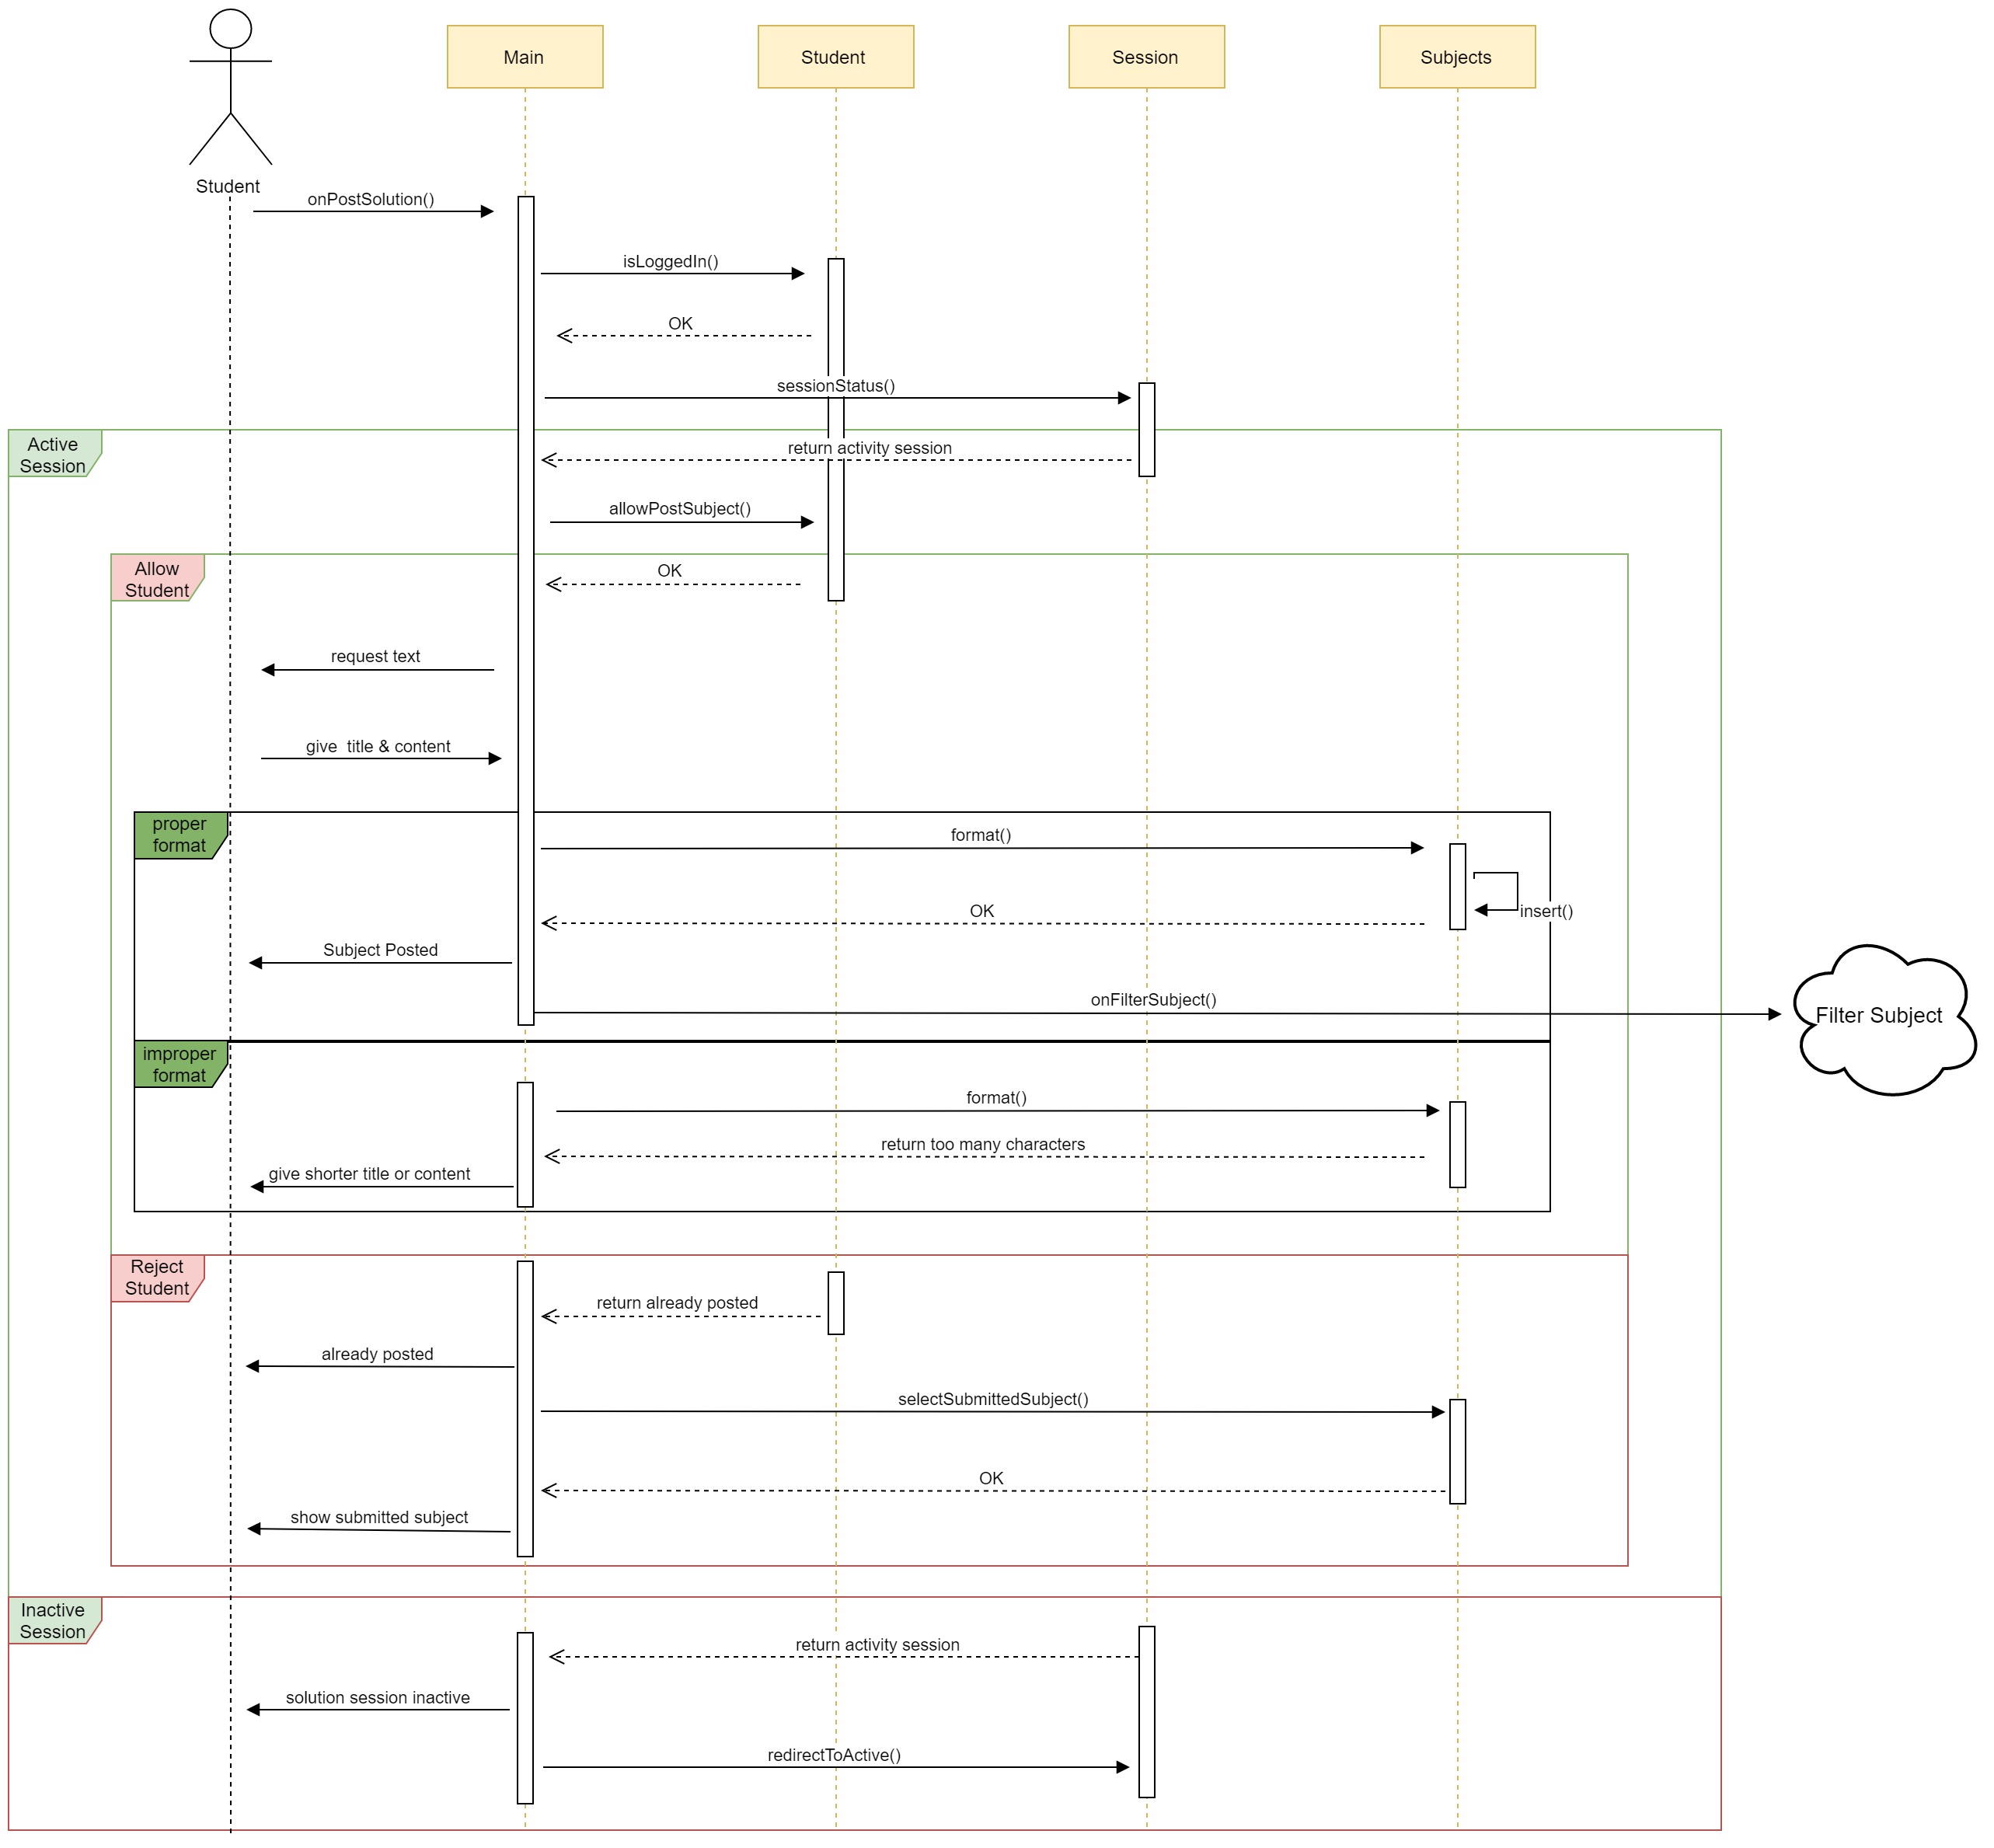 Main
Student
Session
Subjects
Student
onPostSolution()
isLoggedIn()
OK
sessionStatus()
Active
Session
return activity session
allowPostSubject()
Allow
Student
OK
request text
give  title & content
proper
format
format()
insert()
OK
Subject Posted
onFilterSubject()
Filter Subject
improper
format
format()
return too many characters
give shorter title or content
Reject
Student
return already posted
already posted
selectSubmittedSubject()
OK
show submitted subject
Inactive
Session
return activity session
solution session inactive
redirectToActive()